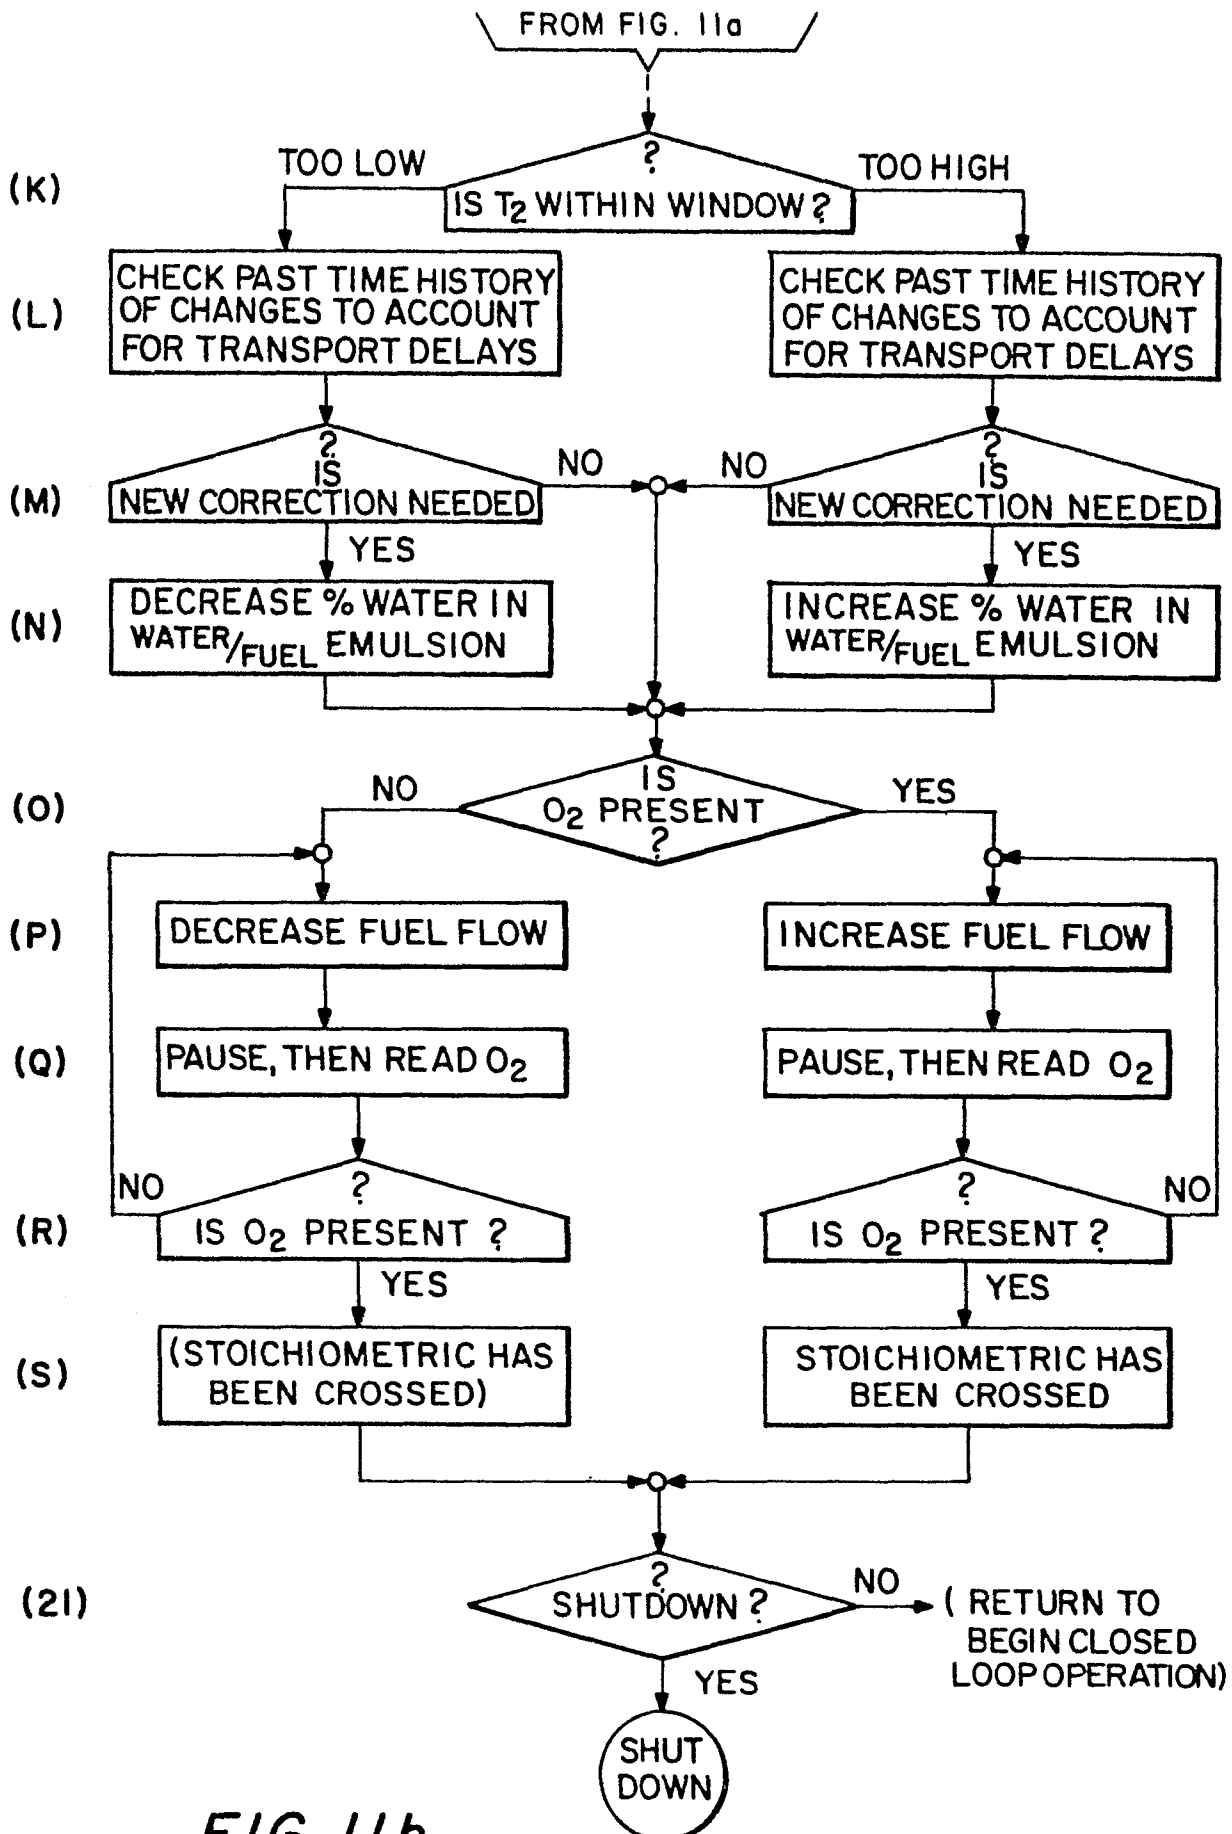 FROM FIG. 11a
?
TOO LOW
TOO HIGH
(K)
IS T2 WITHIN WINDOW?
(L)
CHECK PAST TIME HISTORY
OF CHANGES TO ACCOUNT
FOR TRANSPORT DELAYS
CHECK PAST TIME HISTORY
OF CHANGES TO ACCOUNT
FOR TRANSPORT DELAYS
(M)
?
IS
NEW CORRECTION NEEDED
NO
NO
?
IS
NEW CORRECTION NEEDED
YES
YES
(N)
DECREASE % WATER IN
WATER/FUEL EMULSION
INCREASE % WATER IN
WATER/FUEL EMULSION
(O)
NO
IS
O2 PRESENT
?
YES
(P)
DECREASE FUEL FLOW
INCREASE FUEL FLOW
(Q)
PAUSE, THEN READ O2
PAUSE, THEN READ O2
NO
?
?
NO
(R)
IS O2 PRESENT ?
IS O2 PRESENT ?
YES
YES
(S)
(STOICHIOMETRIC HAS
BEEN CROSSED)
STOICHIOMETRIC HAS
BEEN CROSSED
(21)
?
SHUTDOWN ?
NO
( RETURN TO
BEGIN CLOSED
LOOP OPERATION)
YES
SHUT
DOWN
FIG. 11b